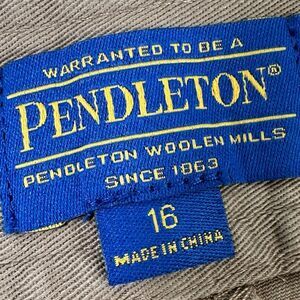 WARRANTED TO BE A
PENDLETON®
PENDLETON WOOLEN MILLS
SINCE 1863
16
MADE IN CHINA